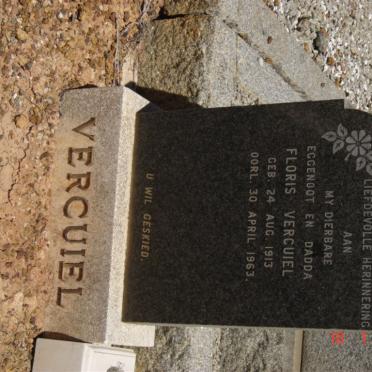 LIEFDEVOLLE HERINNERING
AAN
MY DIERBARE
EGGENOOT EN DADDA
FLORIS VERCUIEL
GEB. 24 AUG. 1913
OORL. 30 APRIL 1963.
U WIL GESKIED.
VERCUIEL